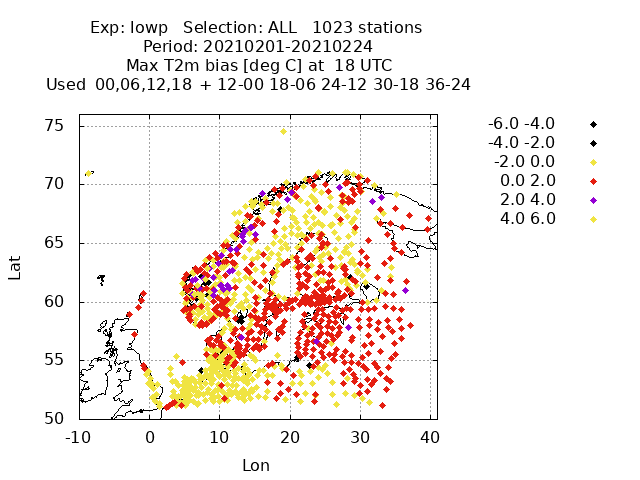 Exp: lowp   Selection: ALL   1023 stations
Period: 20210201-20210224
Max T2m bias [deg C] at  18 UTC
Used  00,06,12,18  + 12-00 18-06 24-12 30-18 36-24
-6.0 -4.0
-4.0 -2.0
-2.0 0.0
0.0 2.0
2.0 4.0
4.0 6.0
75
70
65
60
55
50
Lat
-10 0 10 20 30 40
Lon